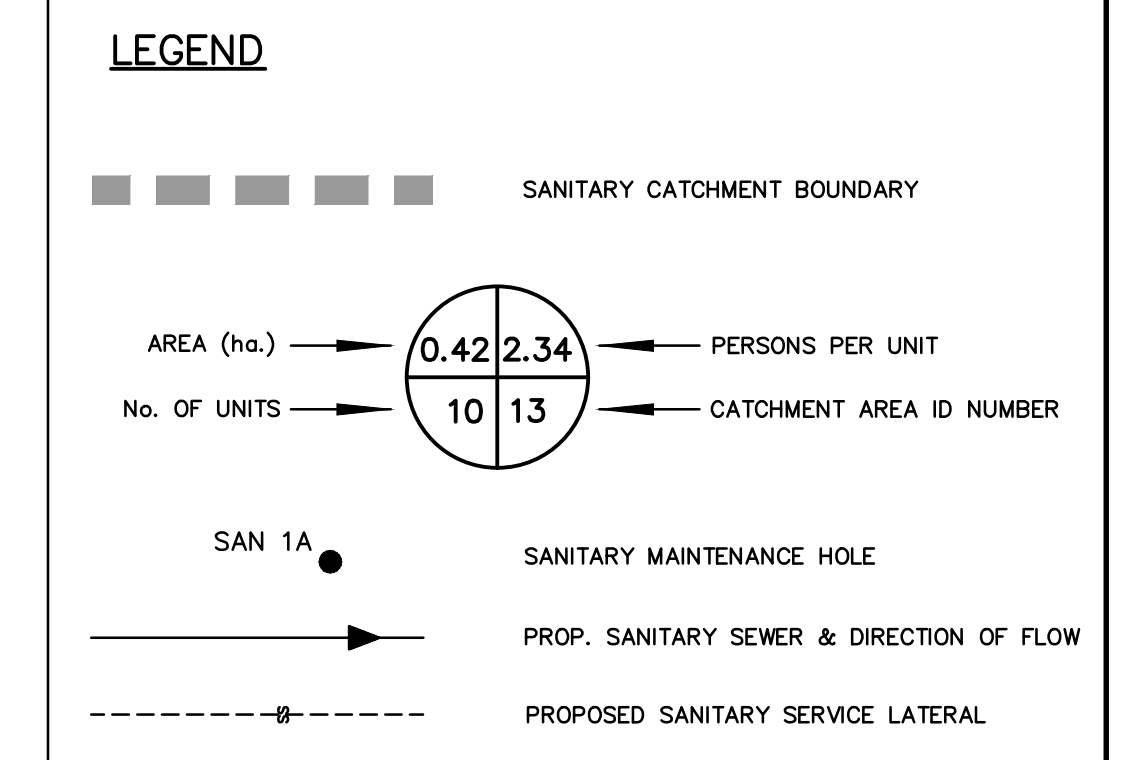 LEGEND
SANITARY CATCHMENT BOUNDARY
AREA (ha.) 0.42 2.34 PERSONS PER UNIT
No. OF UNITS 10 13 CATCHMENT AREA ID NUMBER
SAN 1A SANITARY MAINTENANCE HOLE
PROP. SANITARY SEWER & DIRECTION OF FLOW
S PROPOSED SANITARY SERVICE LATERAL